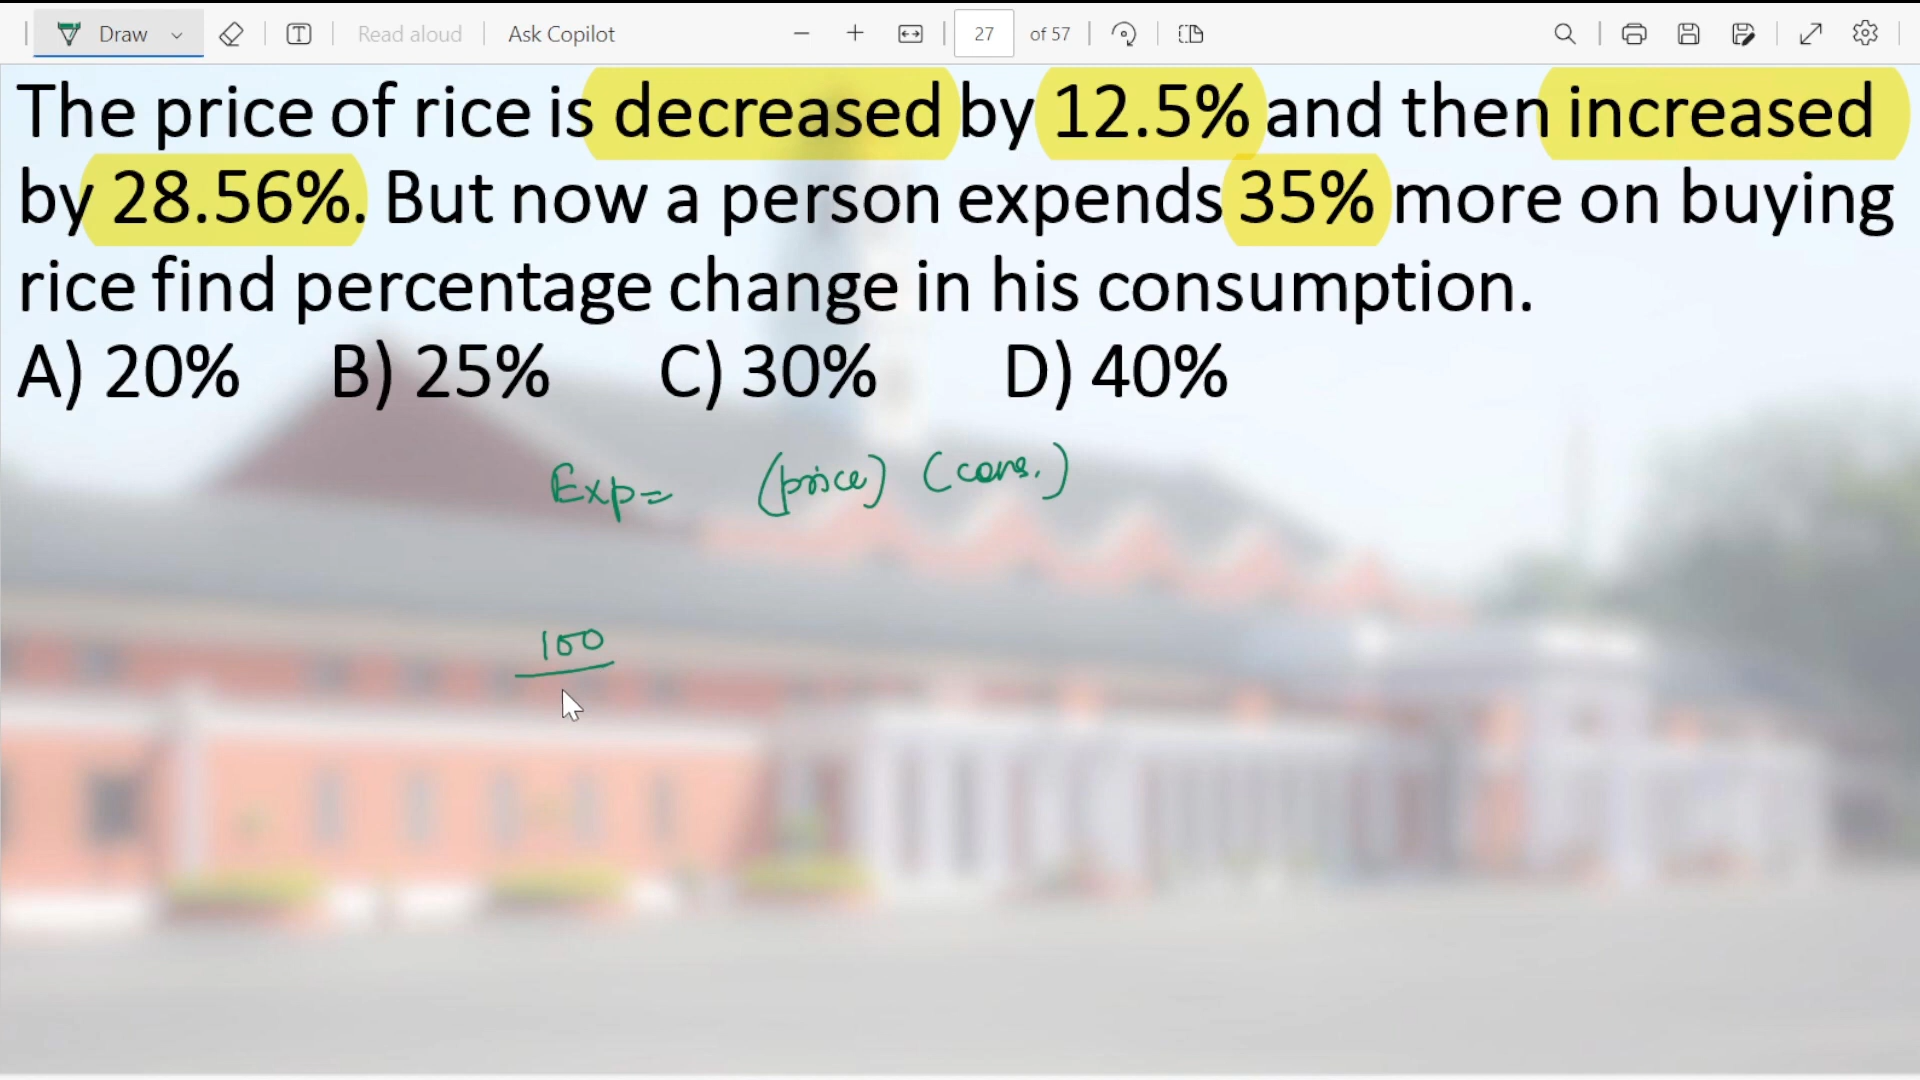 Draw Read aloud Ask Copilot 27 of 57
The price of rice is decreased by 12.5% and then increased
by 28.56%. But now a person expends 35% more on buying
rice find percentage change in his consumption.
A) 20% B) 25% C) 30% D) 40%
Exp= (price) (cons.)
100